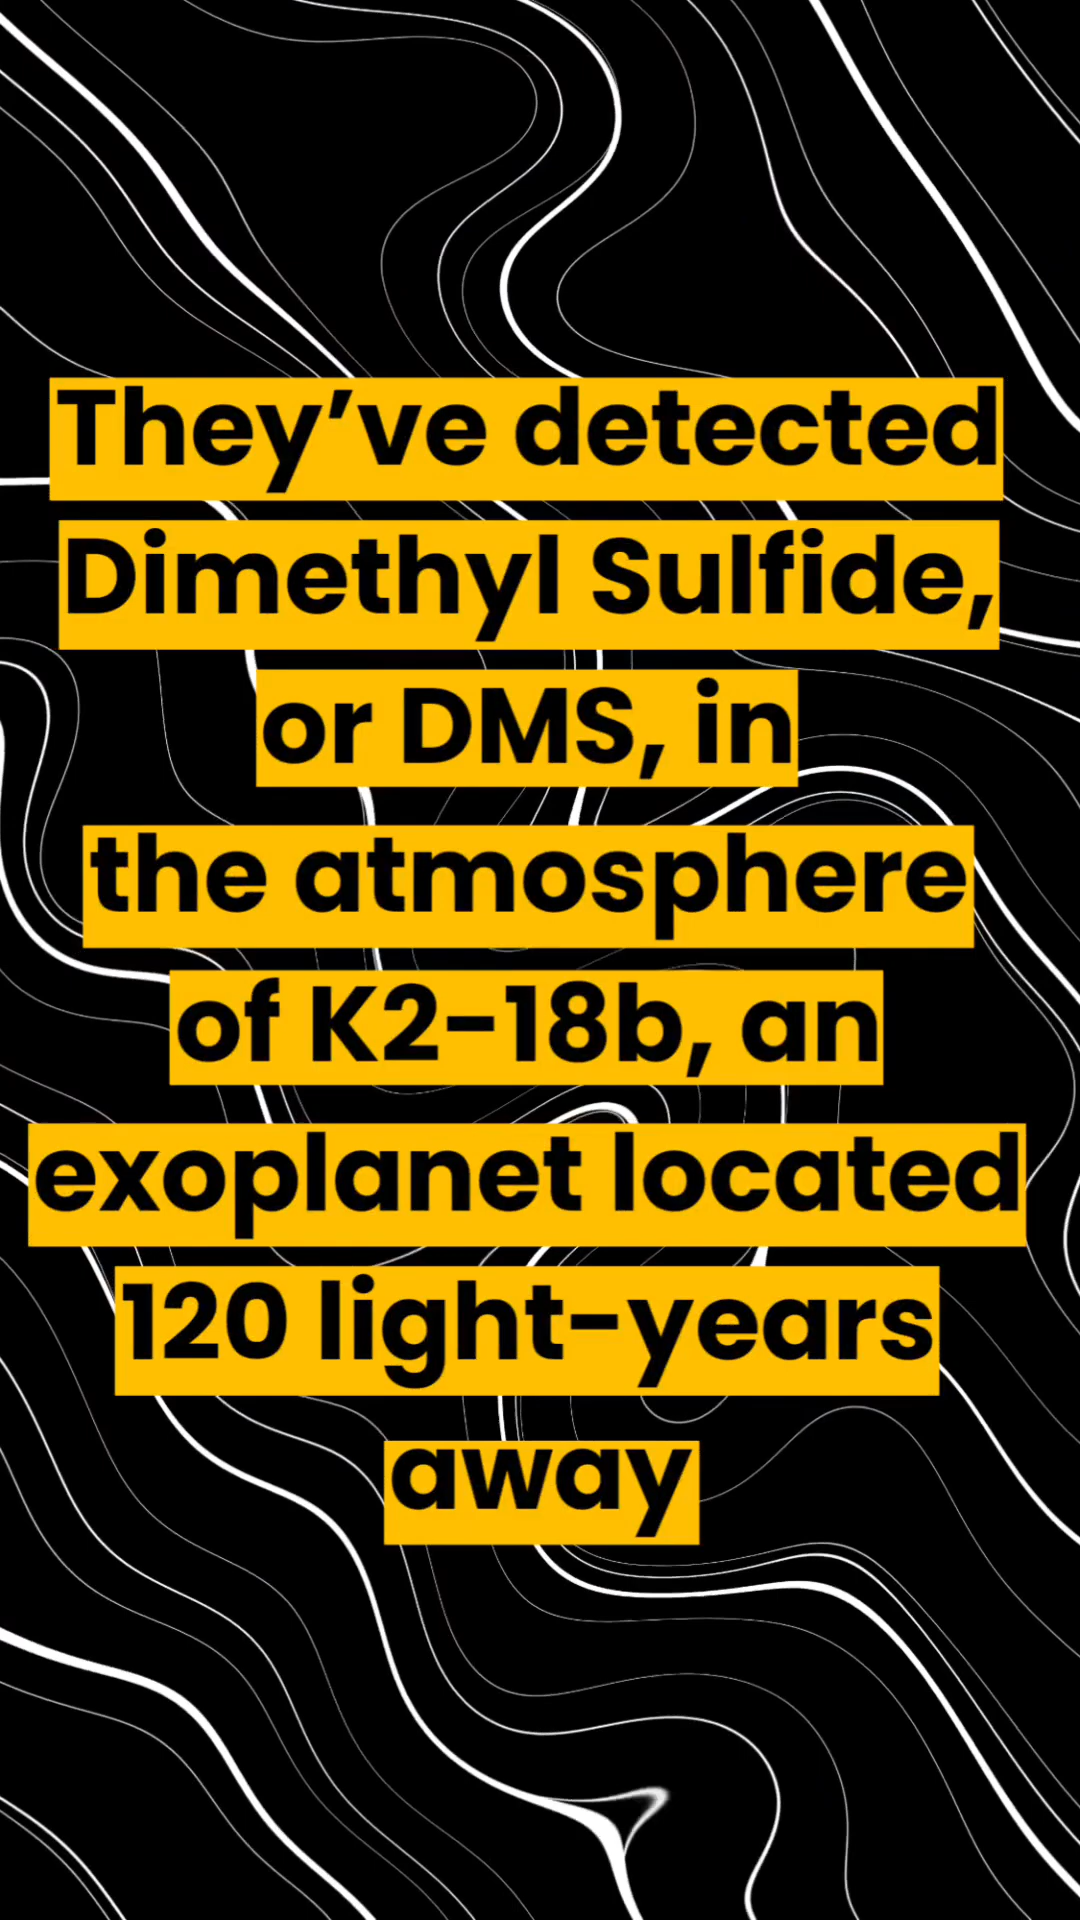 They’ve detected
Dimethyl Sulfide,
or DMS, in
the atmosphere
of K2-18b, an
exoplanet located
120 light-years
away